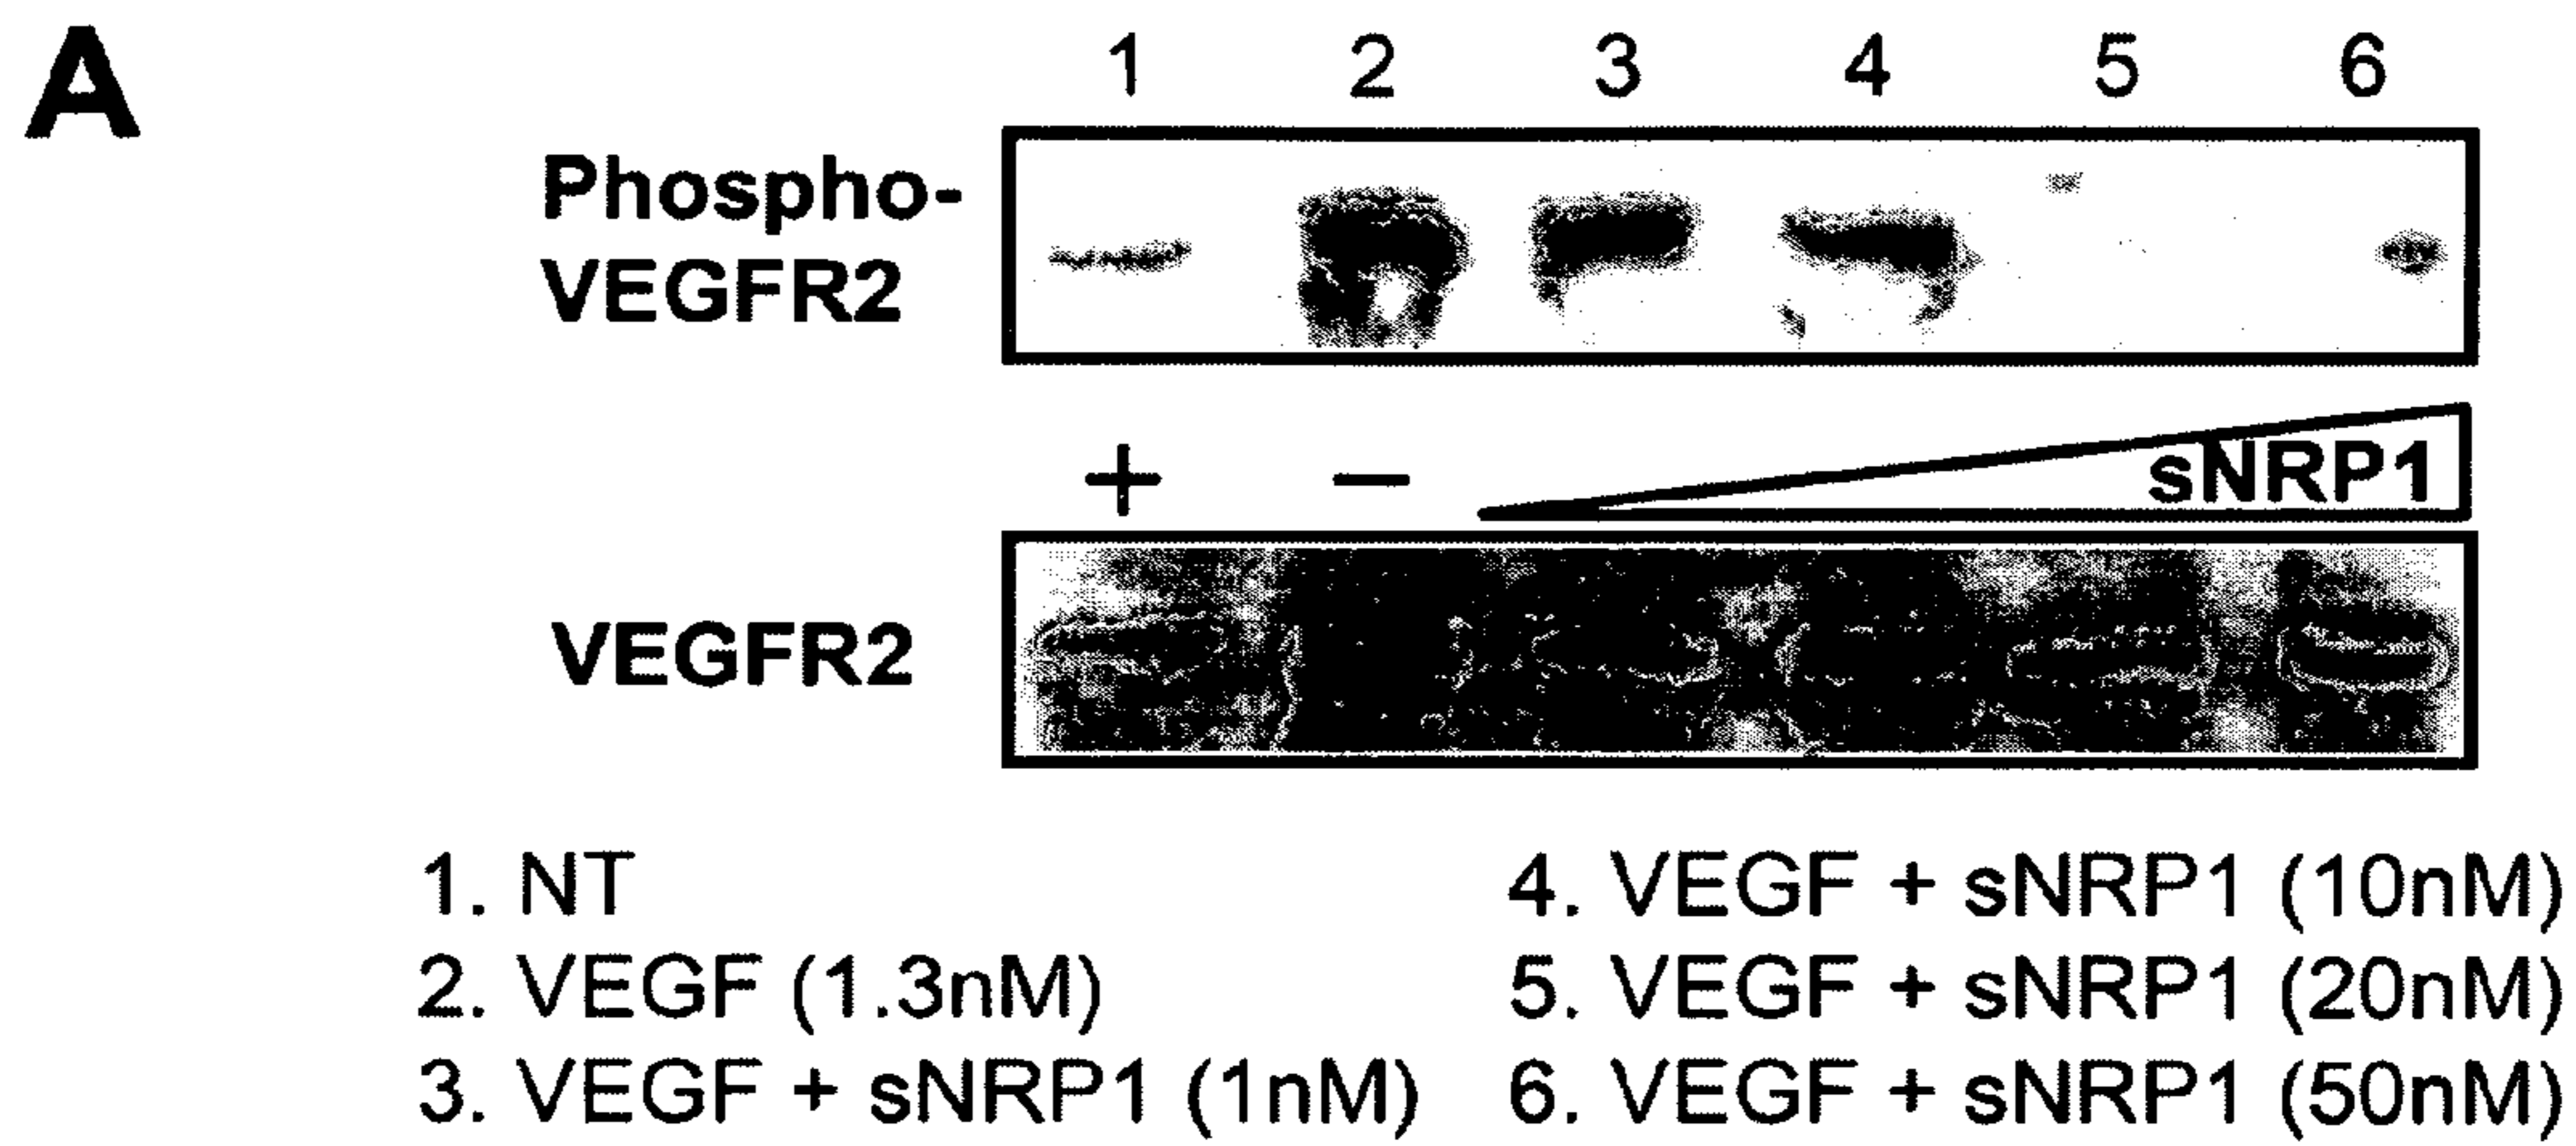 A
1 2 3 4 5 6
Phospho-
VEGFR2
+ − sNRP1
VEGFR2
1. NT
2. VEGF (1.3nM)
3. VEGF + sNRP1 (1nM)
4. VEGF + sNRP1 (10nM)
5. VEGF + sNRP1 (20nM)
6. VEGF + sNRP1 (50nM)